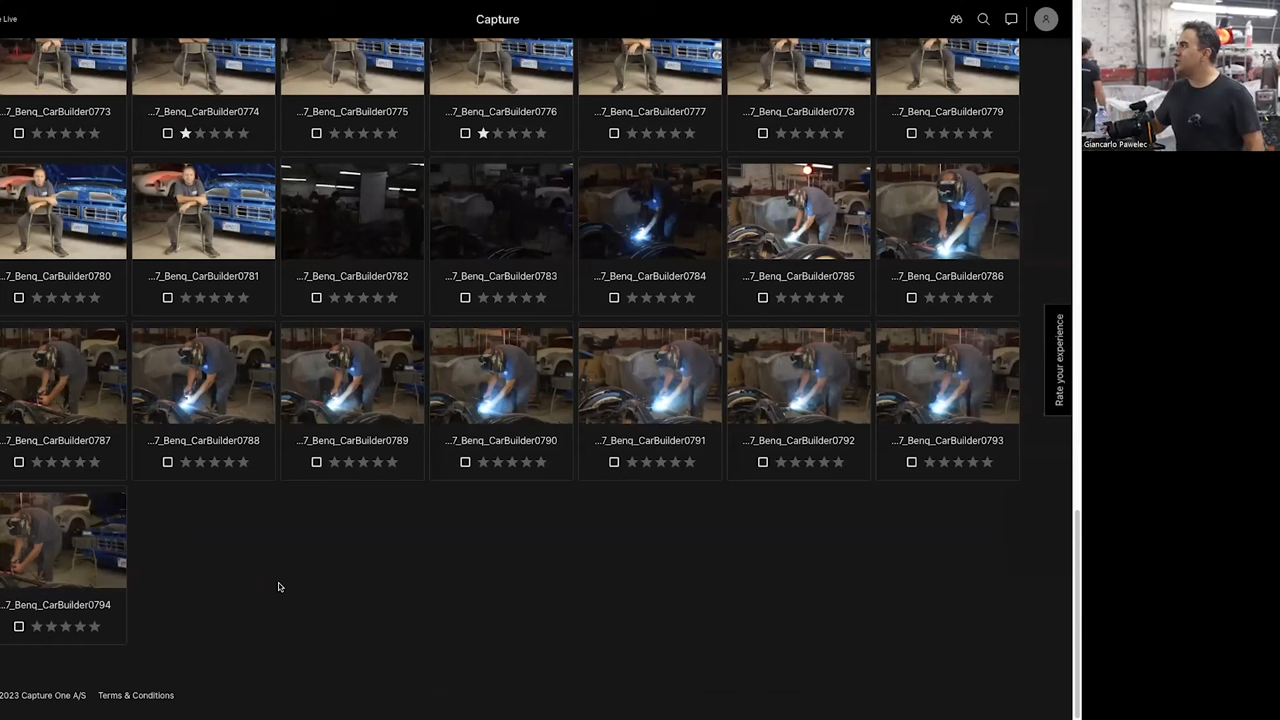 e Live
Capture
...7_Benq_CarBuilder0773
...7_Benq_CarBuilder0774
...7_Benq_CarBuilder0775
...7_Benq_CarBuilder0776
...7_Benq_CarBuilder0777
...7_Benq_CarBuilder0778
...7_Benq_CarBuilder0779
Giancarlo Pawelec
...7_Benq_CarBuilder0780
...7_Benq_CarBuilder0781
...7_Benq_CarBuilder0782
...7_Benq_CarBuilder0783
...7_Benq_CarBuilder0784
...7_Benq_CarBuilder0785
...7_Benq_CarBuilder0786
Rate your experience
...7_Benq_CarBuilder0787
...7_Benq_CarBuilder0788
...7_Benq_CarBuilder0789
...7_Benq_CarBuilder0790
...7_Benq_CarBuilder0791
...7_Benq_CarBuilder0792
...7_Benq_CarBuilder0793
...7_Benq_CarBuilder0794
2023 Capture One A/S Terms & Conditions